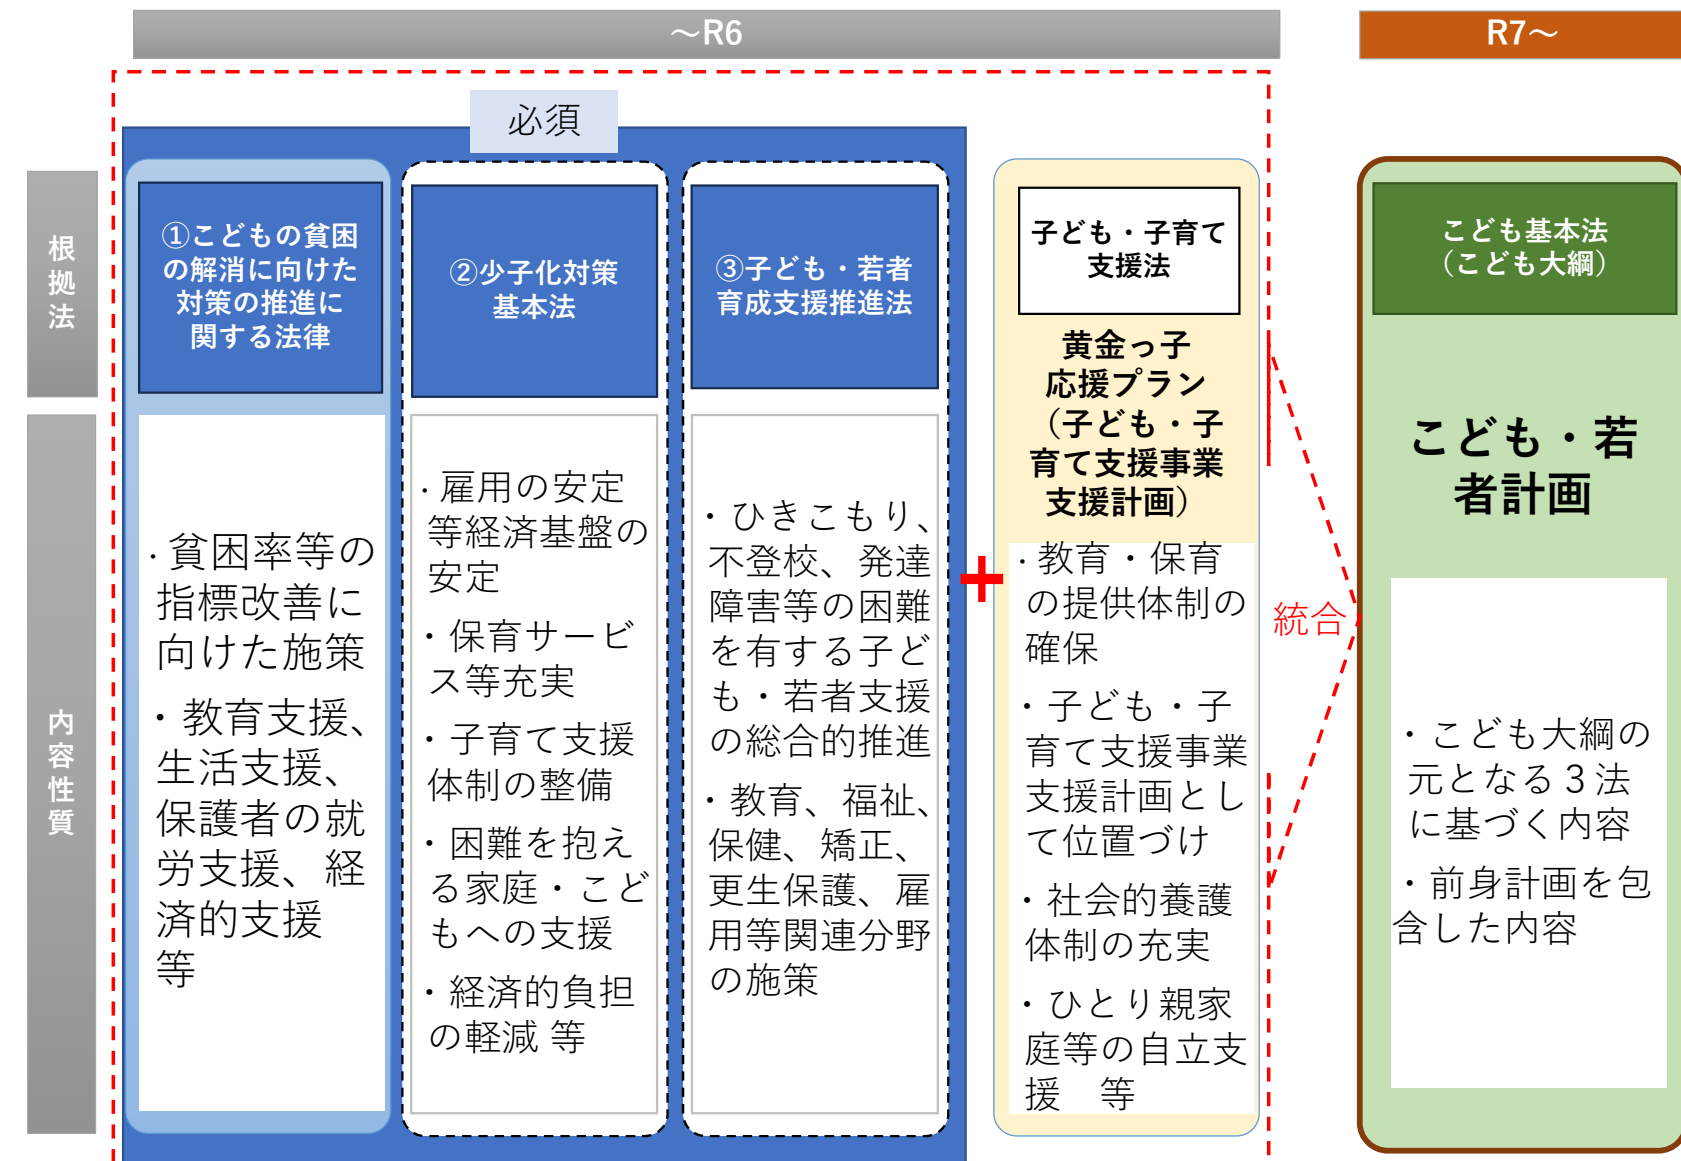 ～R6
R7～
必須
根拠法
①こどもの貧困
の解消に向けた
対策の推進に
関する法律
②少子化対策
基本法
③子ども・若者
育成支援推進法
子ども・子育て
支援法
黄金っ子
応援プラン
（子ども・子
育て支援事業
支援計画）
こども基本法
（こども大綱）
こども・若
者計画
内容性質
・貧困率等の
指標改善に
向けた施策
・教育支援、
生活支援、
保護者の就
労支援、経
済的支援
等
・雇用の安定
等経済基盤の
安定
・保育サービ
ス等充実
・子育て支援
体制の整備
・困難を抱え
る家庭・こど
もへの支援
・経済的負担
の軽減 等
・ひきこもり、
不登校、発達
障害等の困難
を有する子ど
も・若者支援
の総合的推進
・教育、福祉、
保健、矯正、
更生保護、雇
用等関連分野
の施策
+
・教育・保育
の提供体制の
確保
・子ども・子
育て支援事業
支援計画とし
て位置づけ
・社会的養護
体制の充実
・ひとり親家
庭等の自立支
援　等
統合
・こども大綱の
元となる３法
に基づく内容
・前身計画を包
含した内容